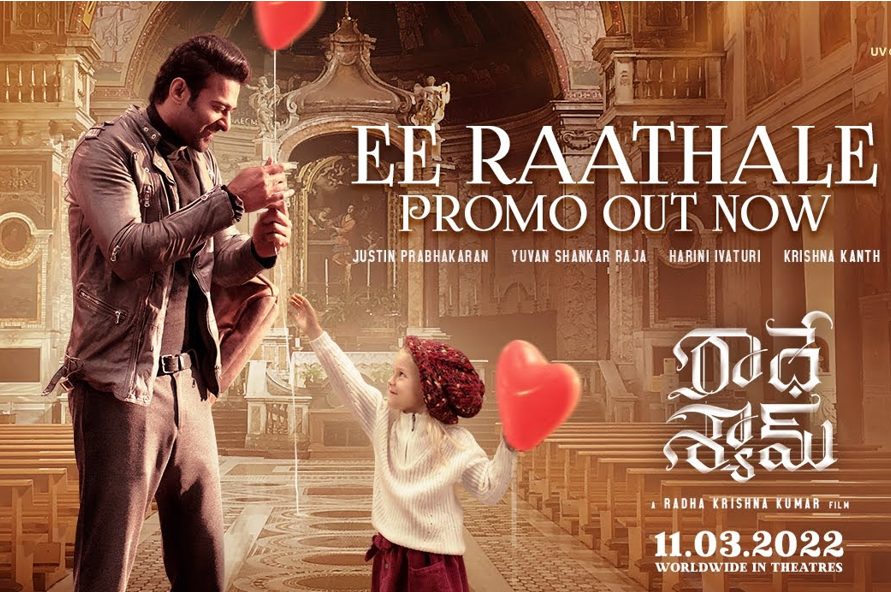 UV
EE RAATHALE
PROMO OUT NOW
JUSTIN PRABHAKARAN YUVAN SHANKAR RAJA HARINI IVATURI KRISHNA KANTH
రాధే
శ్యామ్
A RADHA KRISHNA KUMAR FILM
11.03.2022
WORLDWIDE IN THEATRES